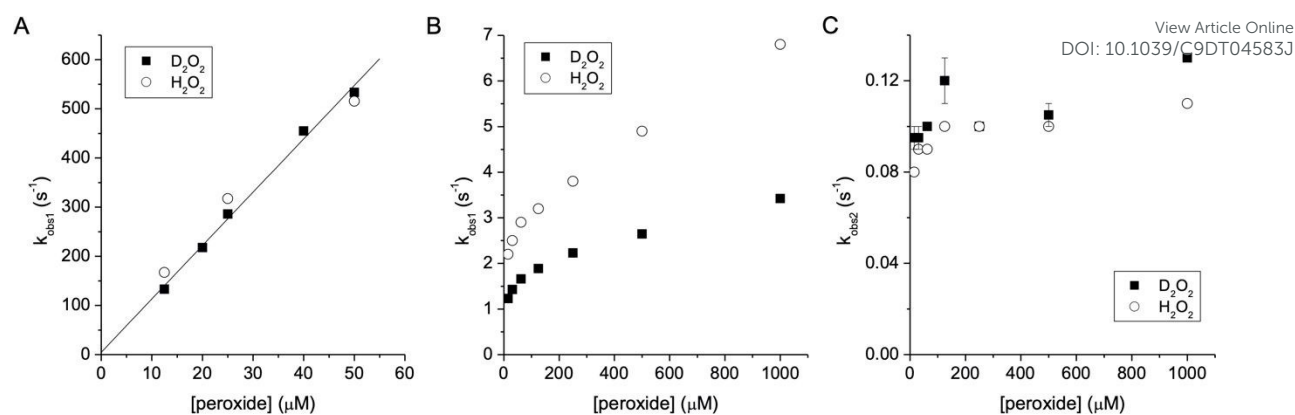 View Article Online
DOI: 10.1039/C9DT04583J
A
B
C
600
500
400
300
200
100
0
0 10 20 30 40 50 60
k_obs1 (s⁻¹)
[peroxide] (μM)
D₂O₂
H₂O₂
7
6
5
4
3
2
1
0
0 200 400 600 800 1000
k_obs1 (s⁻¹)
[peroxide] (μM)
D₂O₂
H₂O₂
0.12
0.08
0.04
0.00
0 200 400 600 800 1000
k_obs2 (s⁻¹)
[peroxide] (μM)
D₂O₂
H₂O₂